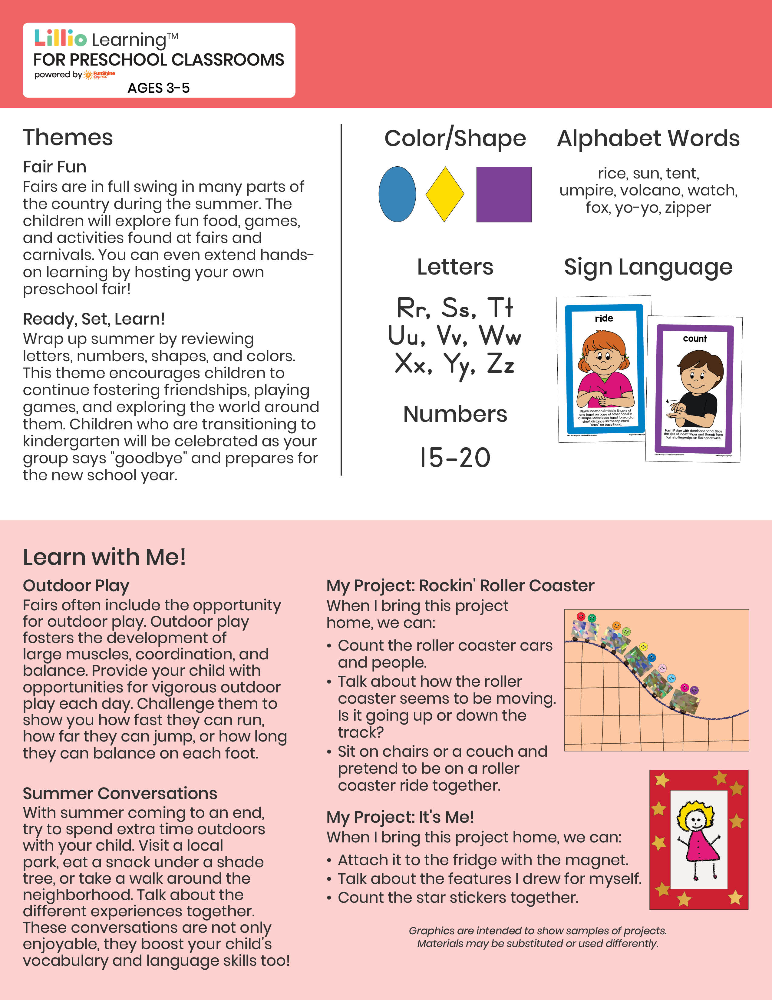 Lillio Learning™
FOR PRESCHOOL CLASSROOMS
powered by FunShine Express
AGES 3-5
Themes
Fair Fun
Fairs are in full swing in many parts of
the country during the summer. The
children will explore fun food, games,
and activities found at fairs and
carnivals. You can even extend hands-
on learning by hosting your own
preschool fair!
Ready, Set, Learn!
Wrap up summer by reviewing
letters, numbers, shapes, and colors.
This theme encourages children to
continue fostering friendships, playing
games, and exploring the world around
them. Children who are transitioning to
kindergarten will be celebrated as your
group says "goodbye" and prepares for
the new school year.
Color/Shape
Alphabet Words
rice, sun, tent,
umpire, volcano, watch,
fox, yo-yo, zipper
Letters
Rr, Ss, Tt
Uu, Vv, Ww
Xx, Yy, Zz
Numbers
15-20
Sign Language
ride
Place index and middle fingers of
one hand on base of other hand in
C shape. Move base hand forward a
short distance so the top hand
"rides" on base hand.
Lillio Learning™ for Preschool Classrooms
August Sign Language
count
Form F sign with dominant hand. Slide
the tips of index finger and thumb from
palm to fingertips on flat hand twice.
Lillio Learning™ for Preschool Classrooms
August Sign Language
Learn with Me!
Outdoor Play
Fairs often include the opportunity
for outdoor play. Outdoor play
fosters the development of
large muscles, coordination, and
balance. Provide your child with
opportunities for vigorous outdoor
play each day. Challenge them to
show you how fast they can run,
how far they can jump, or how long
they can balance on each foot.
Summer Conversations
With summer coming to an end,
try to spend extra time outdoors
with your child. Visit a local
park, eat a snack under a shade
tree, or take a walk around the
neighborhood. Talk about the
different experiences together.
These conversations are not only
enjoyable, they boost your child's
vocabulary and language skills too!
My Project: Rockin' Roller Coaster
When I bring this project
home, we can:
• Count the roller coaster cars
and people.
• Talk about how the roller
coaster seems to be moving.
Is it going up or down the
track?
• Sit on chairs or a couch and
pretend to be on a roller
coaster ride together.
My Project: It's Me!
When I bring this project home, we can:
• Attach it to the fridge with the magnet.
• Talk about the features I drew for myself.
• Count the star stickers together.
Graphics are intended to show samples of projects.
Materials may be substituted or used differently.